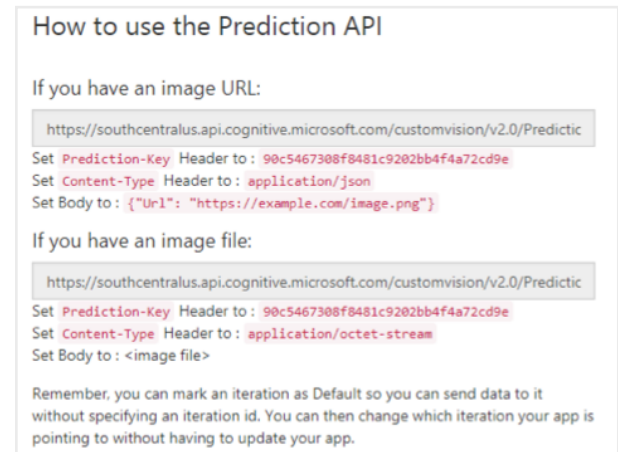 How to use the Prediction API
If you have an image URL:
https://southcentralus.api.cognitive.microsoft.com/customvision/v2.0/Predictic
Set Prediction-Key Header to : 90c5467308f8481c9202bb4f4a72cd9e
Set Content-Type Header to : application/json
Set Body to : {"Url": "https://example.com/image.png"}
If you have an image file:
https://southcentralus.api.cognitive.microsoft.com/customvision/v2.0/Predictic
Set Prediction-Key Header to : 90c5467308f8481c9202bb4f4a72cd9e
Set Content-Type Header to : application/octet-stream
Set Body to : <image file>
Remember, you can mark an iteration as Default so you can send data to it
without specifying an iteration id. You can then change which iteration your app is
pointing to without having to update your app.